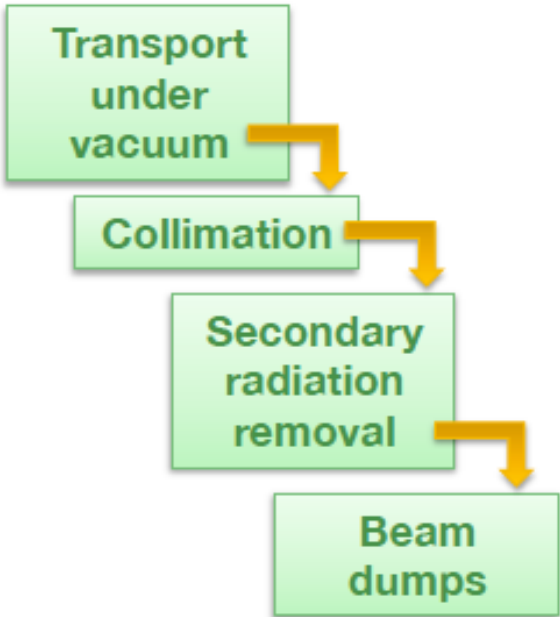 Transport
under
vacuum
Collimation
Secondary
radiation
removal
Beam
dumps